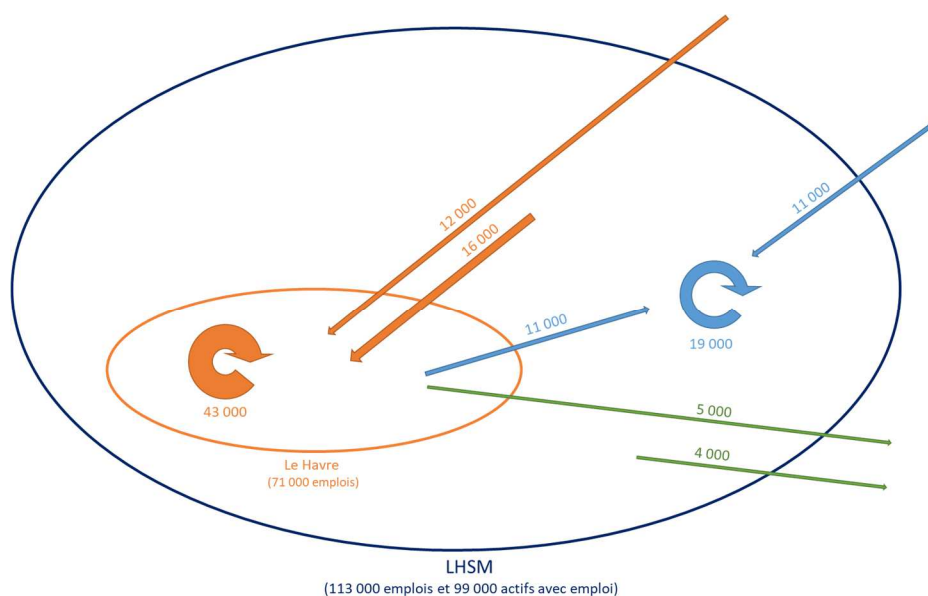 12 000
16 000
11 000
11 000
19 000
43 000
5 000
4 000
Le Havre
(71 000 emplois)
LHSM
(113 000 emplois et 99 000 actifs avec emploi)